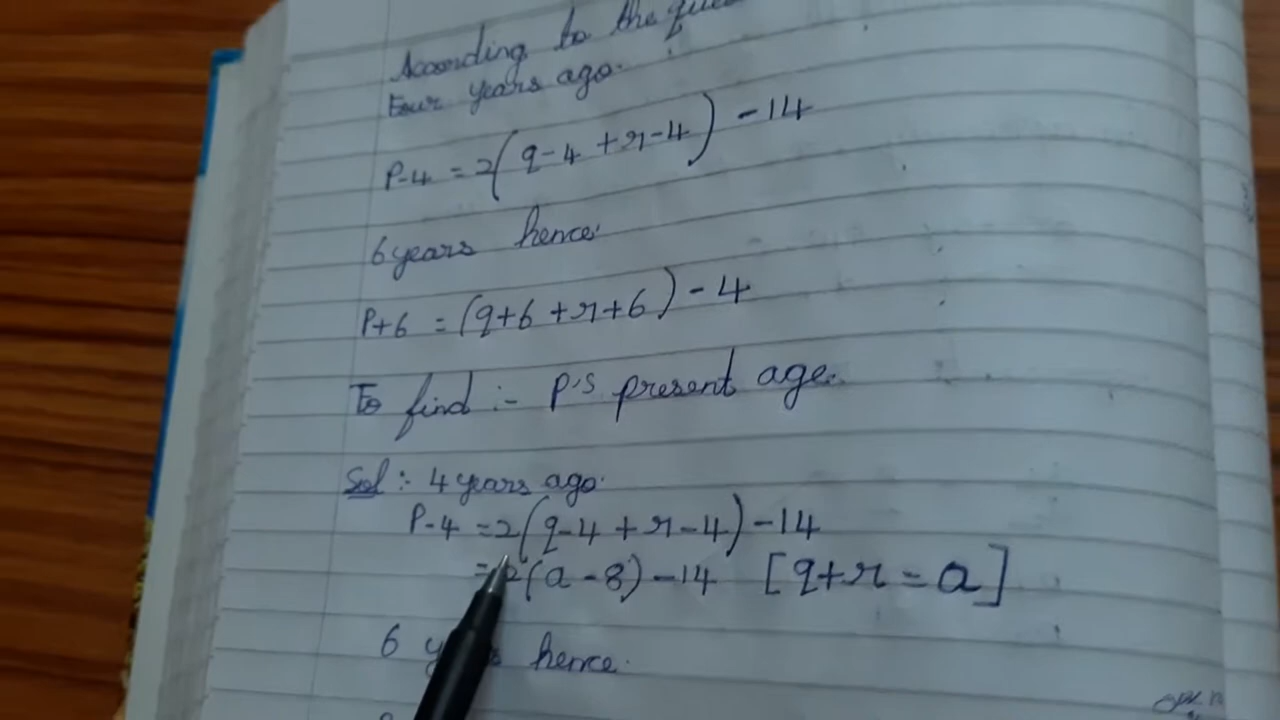 According to the
Four years ago.
P-4 = 2(q-4 + r-4) - 14
6 years hence.
P+6 = (q+6 + r+6) - 4
To find :- P's present age.
Sol :- 4 years ago.
P-4 = 2(q-4 + r-4) - 14
= 2(a - 8) - 14 [q+r = a]
6 hence.